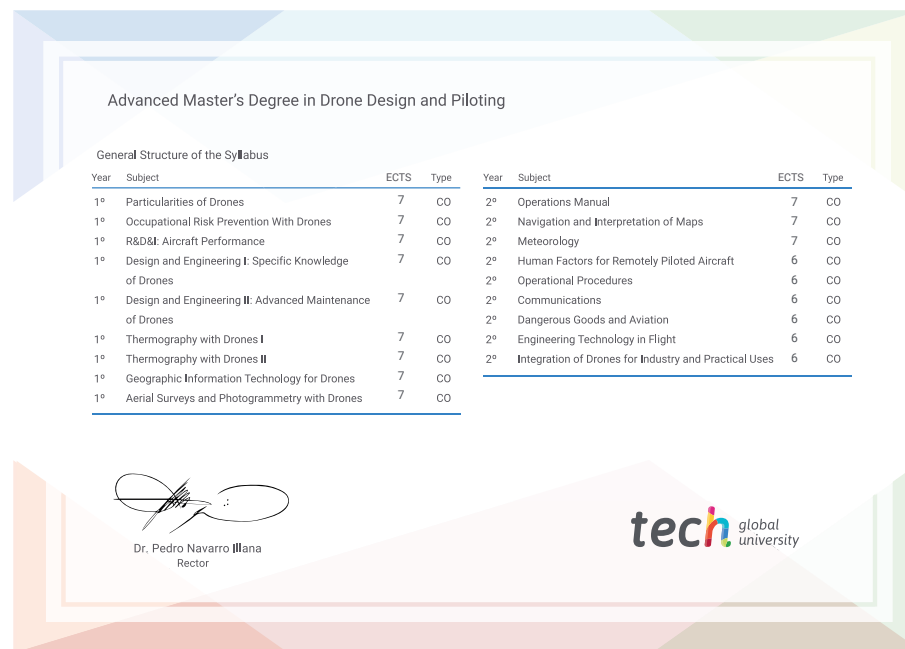 Advanced Master's Degree in Drone Design and Piloting
General Structure of the Syllabus
Year Subject ECTS Type
1º Particularities of Drones 7 CO
1º Occupational Risk Prevention With Drones 7 CO
1º R&D&I: Aircraft Performance 7 CO
1º Design and Engineering I: Specific Knowledge 7 CO
of Drones
1º Design and Engineering II: Advanced Maintenance 7 CO
of Drones
1º Thermography with Drones I 7 CO
1º Thermography with Drones II 7 CO
1º Geographic Information Technology for Drones 7 CO
1º Aerial Surveys and Photogrammetry with Drones 7 CO
Year Subject ECTS Type
2º Operations Manual 7 CO
2º Navigation and Interpretation of Maps 7 CO
2º Meteorology 7 CO
2º Human Factors for Remotely Piloted Aircraft 6 CO
2º Operational Procedures 6 CO
2º Communications 6 CO
2º Dangerous Goods and Aviation 6 CO
2º Engineering Technology in Flight 6 CO
2º Integration of Drones for Industry and Practical Uses 6 CO
Dr. Pedro Navarro Illana
Rector
tech global
university